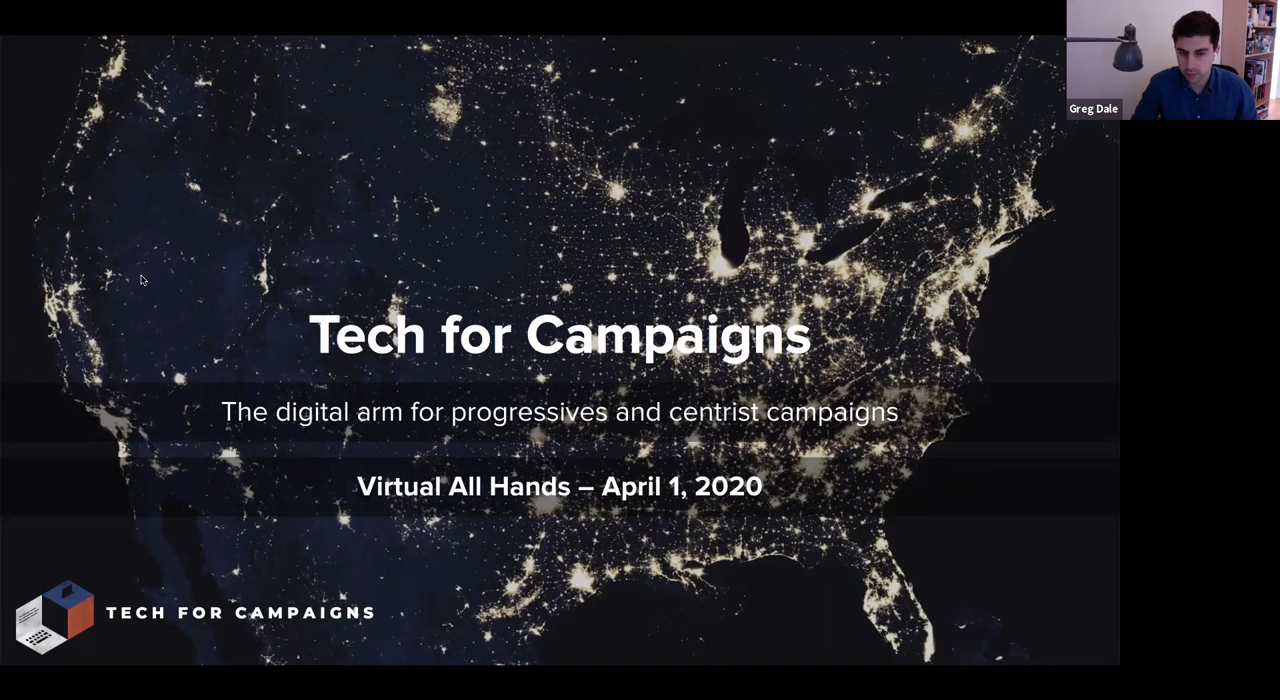 Greg Dale
Tech for Campaigns
The digital arm for progressives and centrist campaigns
Virtual All Hands – April 1, 2020
TECH FOR CAMPAIGNS